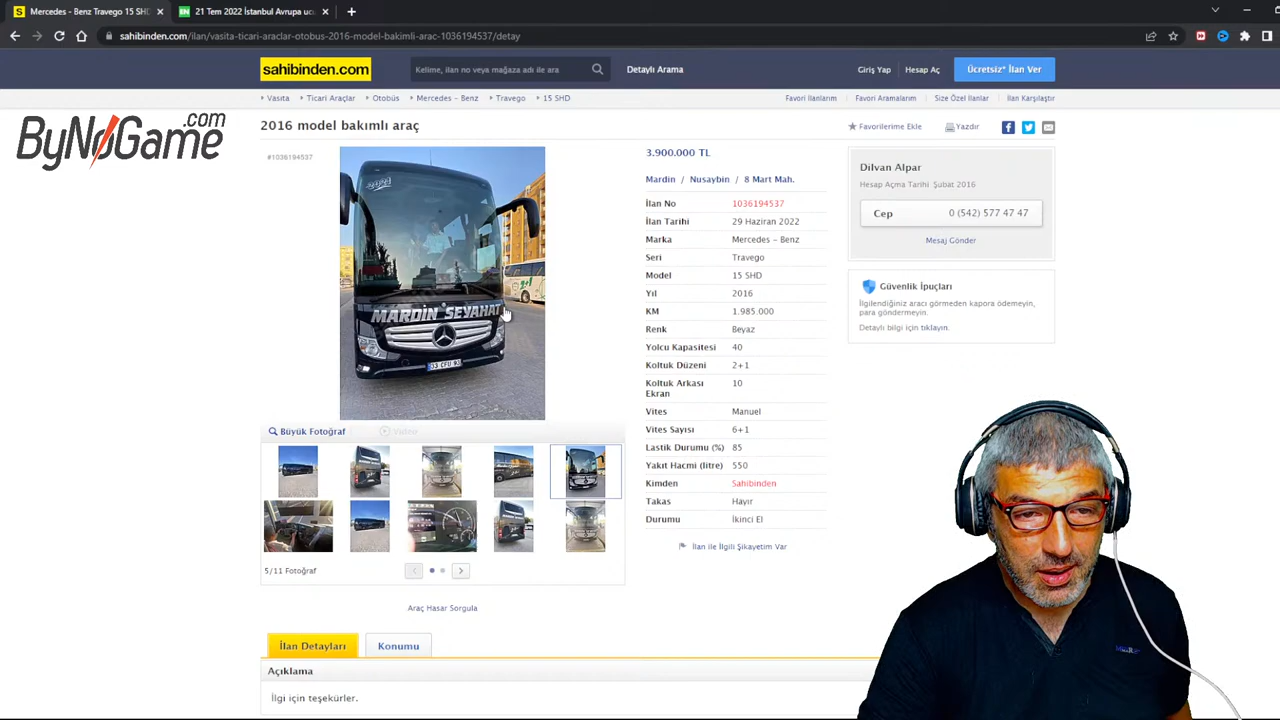 Mercedes - Benz Travego 15 SHD
21 Tem 2022 İstanbul Avrupa uç
sahibinden.com/ilan/vasita-ticari-araclar-otobus-2016-model-bakimli-arac-1036194537/detay
sahibinden.com
Kelime, ilan no veya mağaza adı ile ara
Detaylı Arama
Giriş Yap
Hesap Aç
Ücretsiz* İlan Ver
Vasıta
Ticari Araçlar
Otobüs
Mercedes - Benz
Travego
15 SHD
Favori İlanlarım
Favori Aramalarım
Size Özel İlanlar
İlan Karşılaştır
ByNoGame.com
2016 model bakımlı araç
Favorilerime Ekle
Yazdır
#1036194537
3.900.000 TL
Mardin / Nusaybin / 8 Mart Mah.
İlan No 1036194537
İlan Tarihi 29 Haziran 2022
Marka Mercedes - Benz
Seri Travego
Model 15 SHD
Yıl 2016
KM 1.985.000
Renk Beyaz
Yolcu Kapasitesi 40
Koltuk Düzeni 2+1
Koltuk Arkası Ekran 10
Vites Manuel
Vites Sayısı 6+1
Lastik Durumu (%) 85
Yakıt Hacmi (litre) 550
Kimden Sahibinden
Takas Hayır
Durumu İkinci El
İlan ile İlgili Şikayetim Var
Dilvan Alpar
Hesap Açma Tarihi Şubat 2016
Cep 0 (542) 577 47 47
Mesaj Gönder
Güvenlik İpuçları
İlgilendiğiniz aracı görmeden kapora ödemeyin,
para göndermeyin.
Detaylı bilgi için tıklayın.
MARDİN SEYAHAT
Büyük Fotoğraf
Video
5/11 Fotoğraf
Araç Hasar Sorgula
İlan Detayları
Konumu
Açıklama
İlgi için teşekürler.